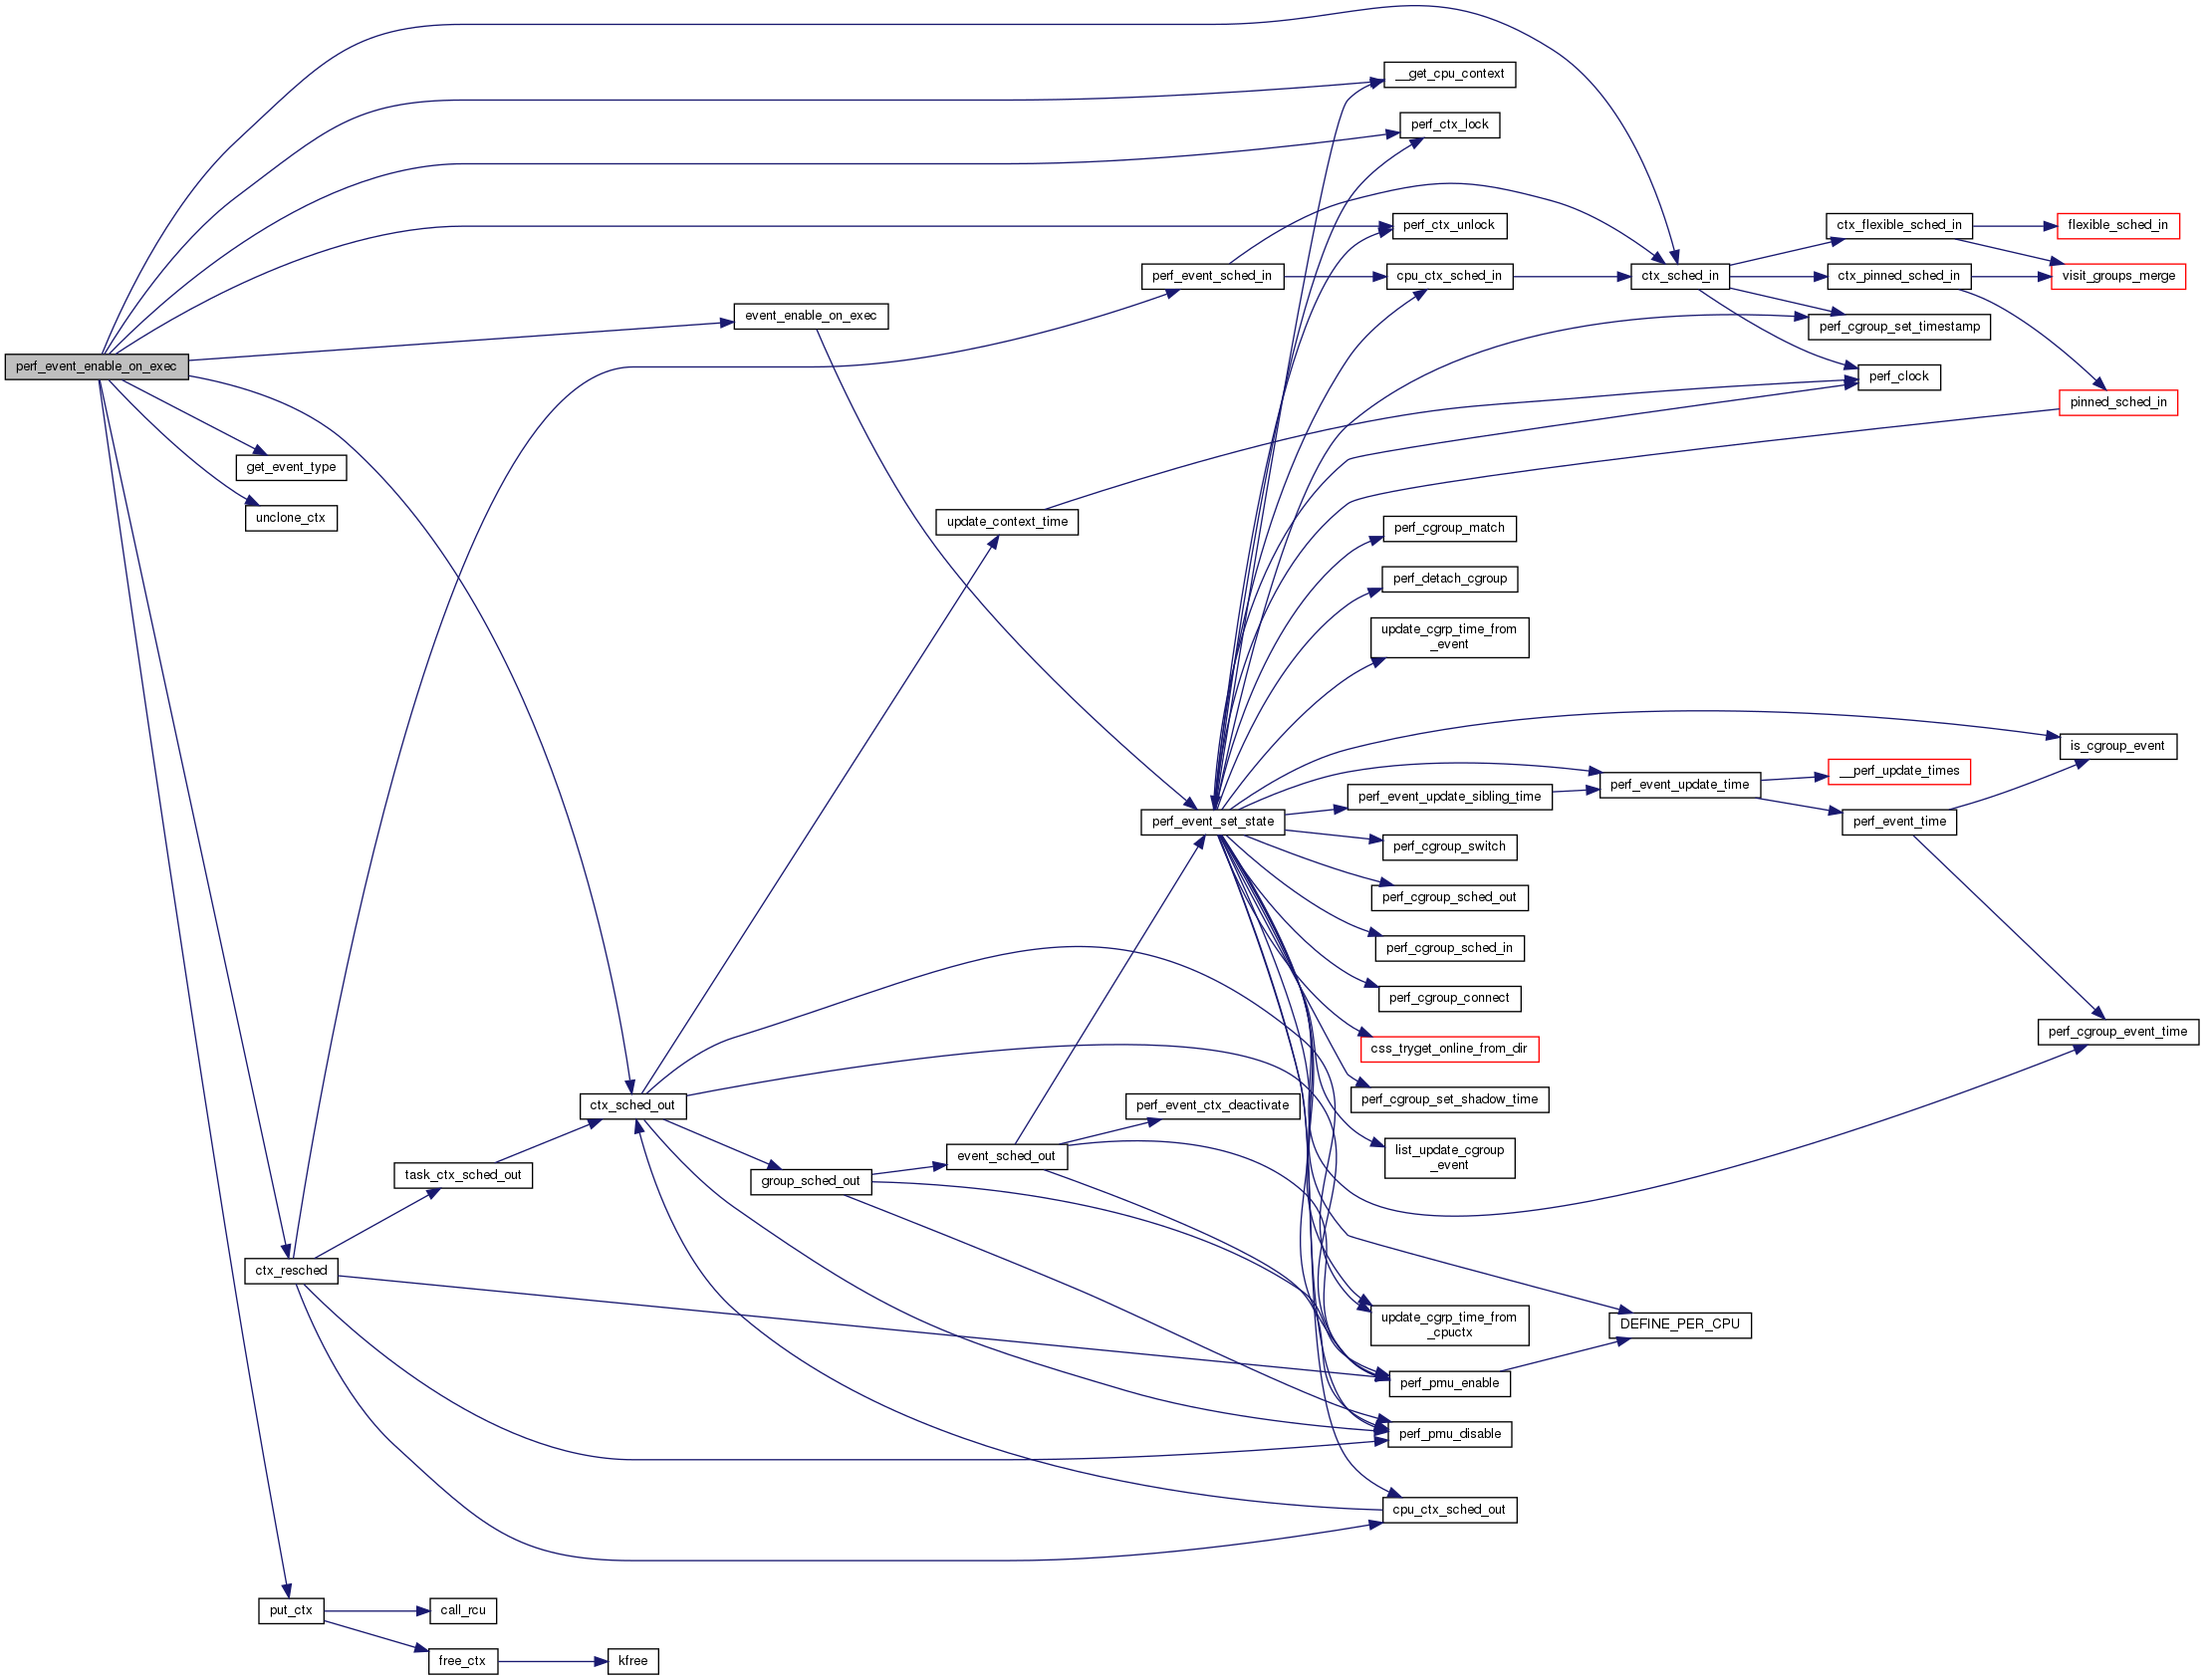 __get_cpu_context
perf_ctx_lock
perf_ctx_unlock
ctx_flexible_sched_in
flexible_sched_in
perf_event_sched_in
cpu_ctx_sched_in
ctx_sched_in
ctx_pinned_sched_in
visit_groups_merge
event_enable_on_exec
perf_cgroup_set_timestamp
perf_event_enable_on_exec
perf_clock
pinned_sched_in
get_event_type
unclone_ctx
update_context_time
perf_cgroup_match
perf_detach_cgroup
update_cgrp_time_from
_event
is_cgroup_event
__perf_update_times
perf_event_update_time
perf_event_update_sibling_time
perf_event_set_state
perf_event_time
perf_cgroup_switch
perf_cgroup_sched_out
perf_cgroup_sched_in
perf_cgroup_connect
perf_cgroup_event_time
css_tryget_online_from_dir
perf_cgroup_set_shadow_time
ctx_sched_out
perf_event_ctx_deactivate
list_update_cgroup
_event
event_sched_out
task_ctx_sched_out
group_sched_out
ctx_resched
update_cgrp_time_from
_cpuctx
DEFINE_PER_CPU
perf_pmu_enable
perf_pmu_disable
cpu_ctx_sched_out
put_ctx
call_rcu
free_ctx
kfree